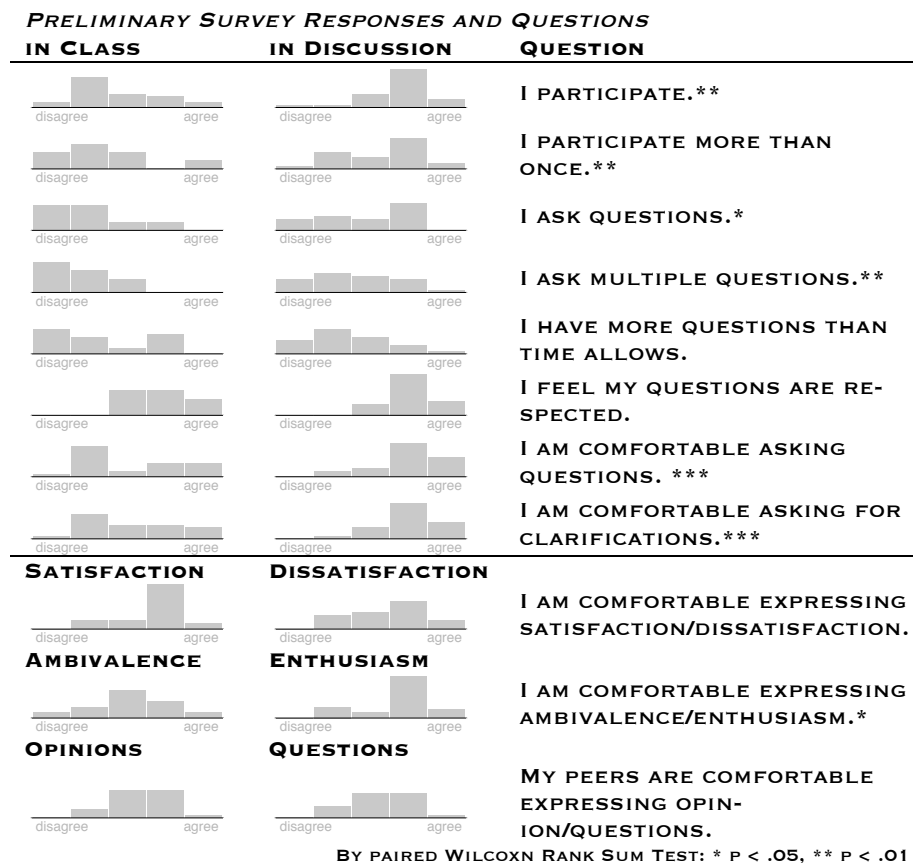 Preliminary Survey Responses and Questions
in Class in Discussion Question
disagree agree disagree agree I participate.**
I participate more than
once.**
disagree agree disagree agree
I ask questions.*
disagree agree disagree agree
I ask multiple questions.**
disagree agree disagree agree
I have more questions than
time allows.
disagree agree disagree agree
I feel my questions are re-
spected.
disagree agree disagree agree
I am comfortable asking
questions. ***
disagree agree disagree agree
I am comfortable asking for
clarifications.***
disagree agree disagree agree
Satisfaction Dissatisfaction
I am comfortable expressing
satisfaction/dissatisfaction.
disagree agree disagree agree
Ambivalence Enthusiasm
I am comfortable expressing
ambivalence/enthusiasm.*
disagree agree disagree agree
Opinions Questions
My peers are comfortable
expressing opin-
ion/questions.
disagree agree disagree agree
By paired Wilcoxn Rank Sum Test: * p < .05, ** p < .01